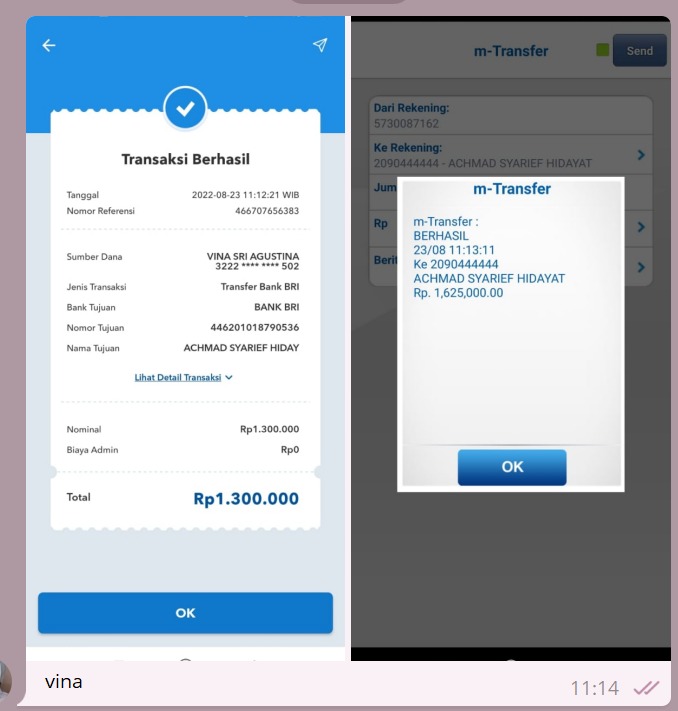 Transaksi Berhasil
Tanggal 2022-08-23 11:12:21 WIB
Nomor Referensi 466707656383
Sumber Dana VINA SRI AGUSTINA
3222 **** **** 502
Jenis Transaksi Transfer Bank BRI
Bank Tujuan BANK BRI
Nomor Tujuan 446201018790536
Nama Tujuan ACHMAD SYARIEF HIDAY
Lihat Detail Transaksi
Nominal Rp1.300.000
Biaya Admin Rp0
Total Rp1.300.000
OK
m-Transfer Send
Dari Rekening:
5730087162
Ke Rekening:
2090444444 - ACHMAD SYARIEF HIDAYAT
Jum
Rp
Beri
m-Transfer
m-Transfer :
BERHASIL
23/08 11:13:11
Ke 2090444444
ACHMAD SYARIEF HIDAYAT
Rp. 1,625,000.00
OK
vina
11:14